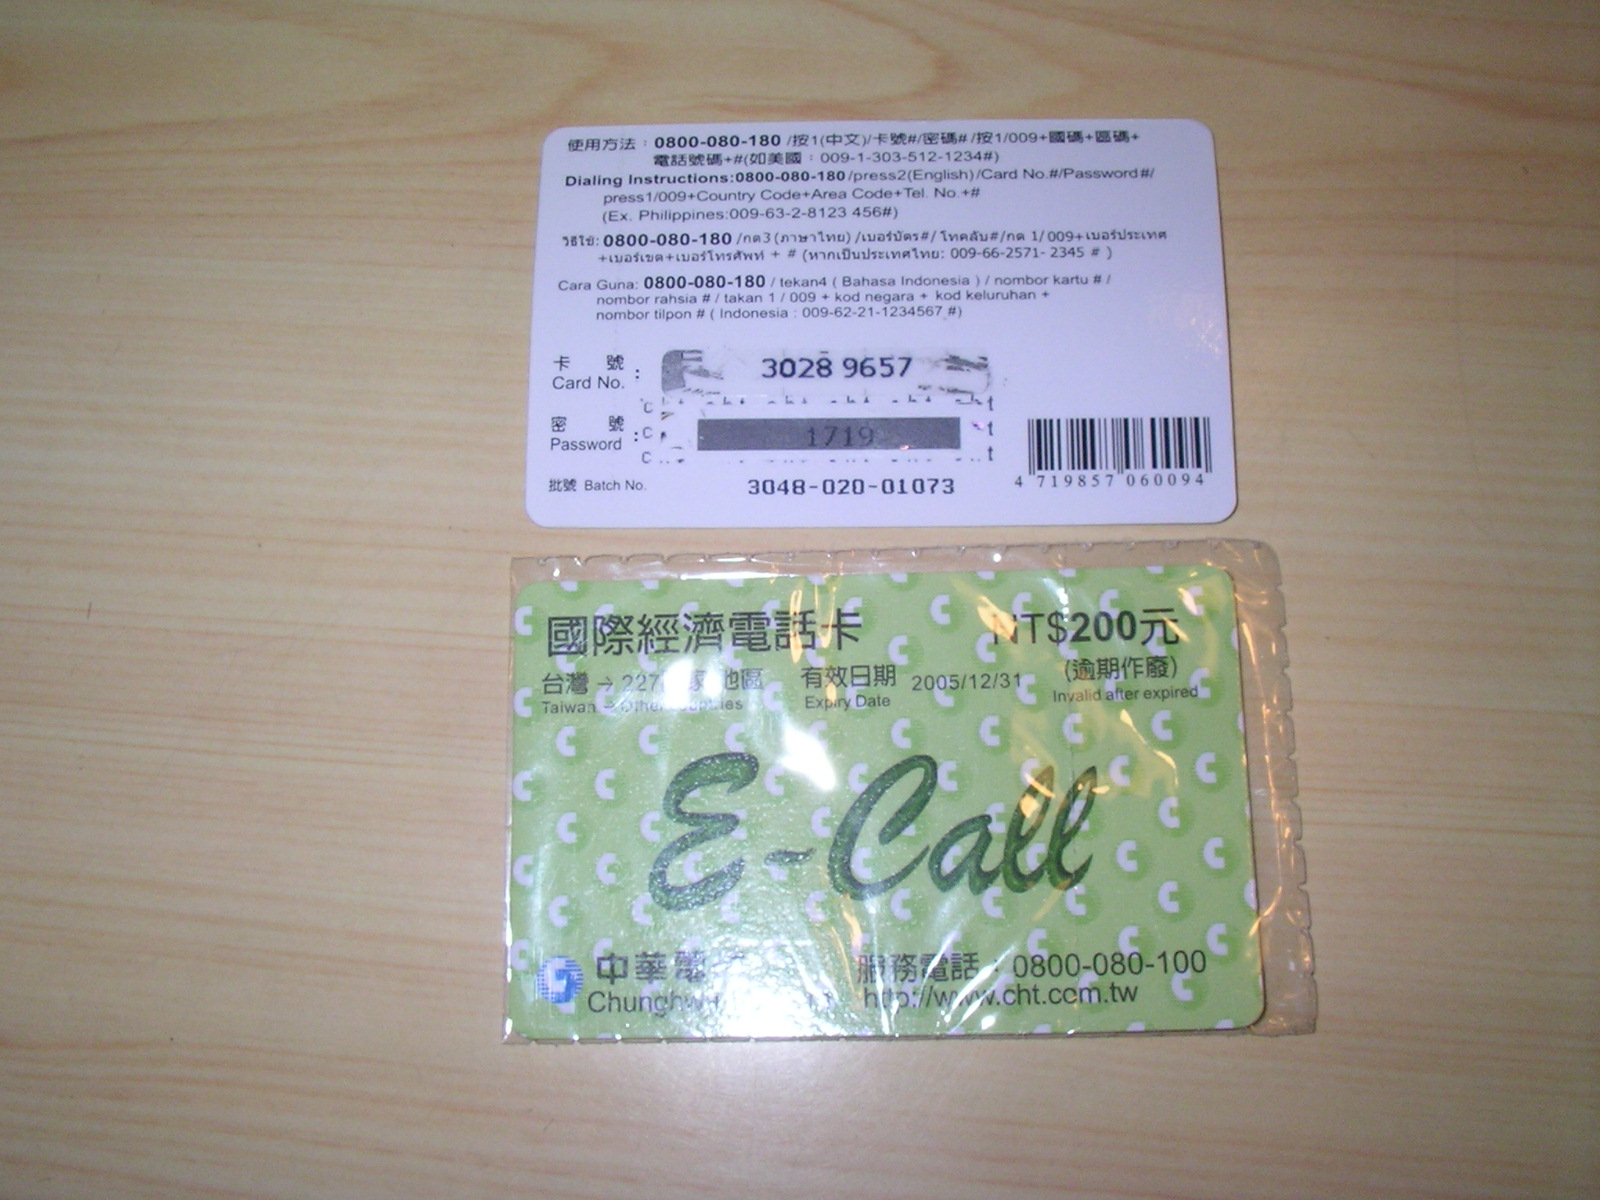 使用方法：0800-080-180 /按1(中文)/卡號#/密碼# /按1/009+國碼+區碼+
電話號碼+#(如美國：009-1-303-512-1234#)
Dialing Instructions:0800-080-180/press2(English)/Card No.#/Password#/
press1/009+Country Code+Area Code+Tel. No.+#
(Ex. Philippines:009-63-2-8123 456#)
วิธีใช้: 0800-080-180 /กด3 (ภาษาไทย) /เบอร์บัตร#/ โทคลับ#/กด 1/ 009+เบอร์ประเทศ
+เบอร์เขต+เบอร์โทรศัพท์ + # (หากเป็นประเทศไทย: 009-66-2571- 2345 # )
Cara Guna: 0800-080-180 / tekan4 ( Bahasa Indonesia ) / nombor kartu # /
nombor rahsia # / takan 1 / 009 + kod negara + kod keluruhan +
nombor tilpon # ( Indonesia : 009-62-21-1234567 #)
卡 號
Card No. : 3028 9657
密 號
Password : 1719
批號 Batch No. 3048-020-01073
4 719857 060094
國際經濟電話卡 NT$200元
台灣→227 家地區 有效日期 2005/12/31 (逾期作廢)
Taiwan→Other Expiry Date Invalid after expired
E-Call
中華電 服務電話：0800-080-100
http://www.cht.com.tw